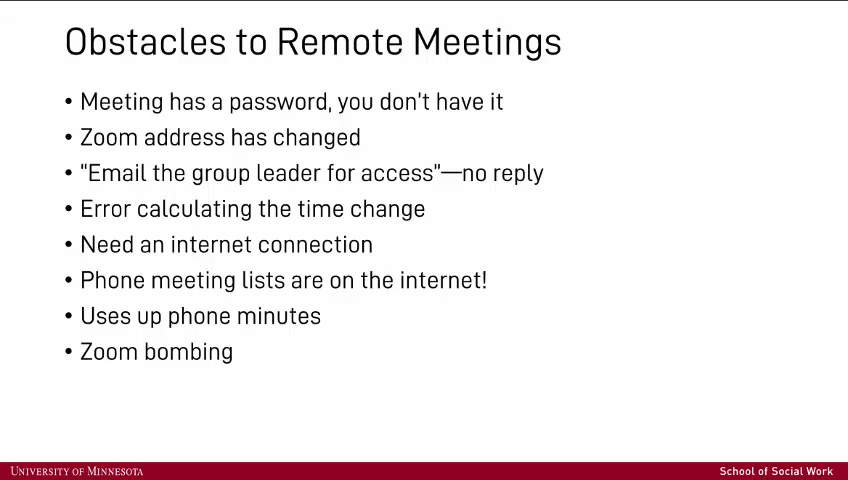 Obstacles to Remote Meetings
• Meeting has a password, you don't have it
• Zoom address has changed
• "Email the group leader for access"—no reply
• Error calculating the time change
• Need an internet connection
• Phone meeting lists are on the internet!
• Uses up phone minutes
• Zoom bombing
University of Minnesota
School of Social Work